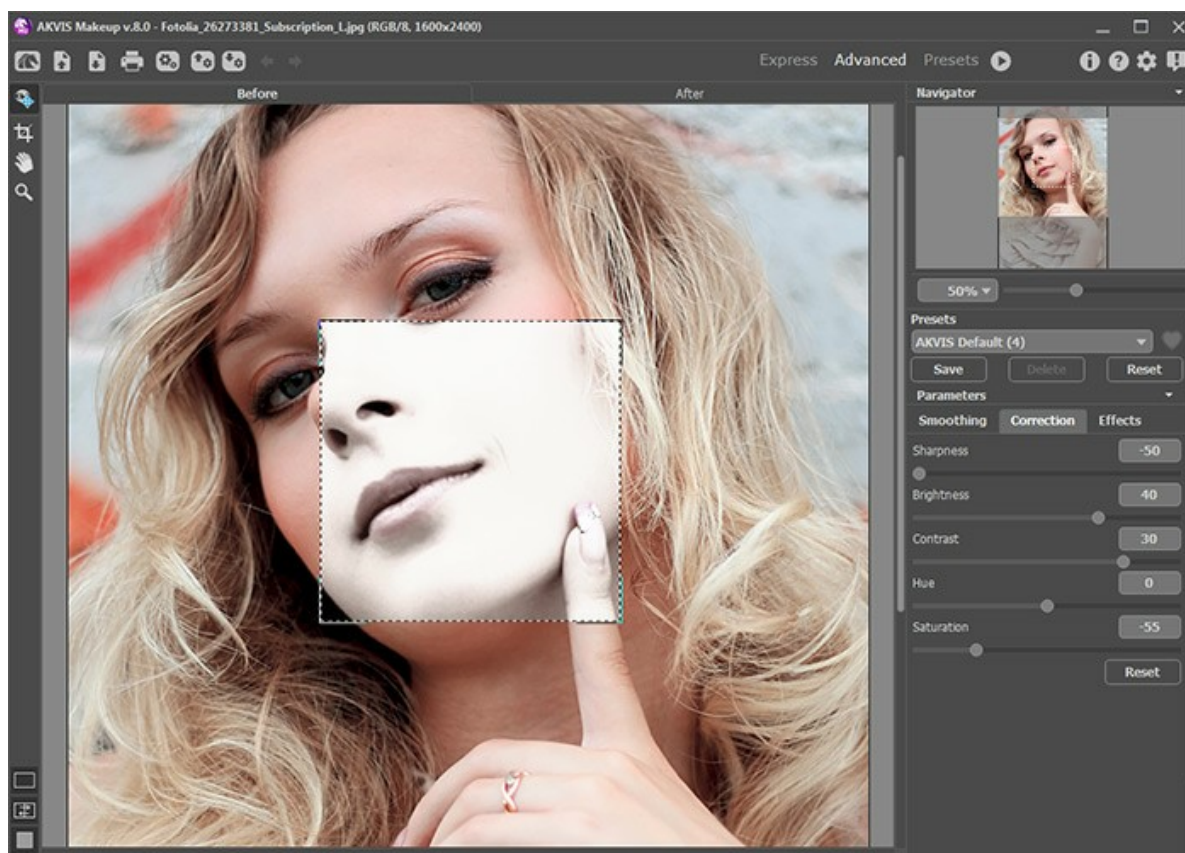 AKVIS Makeup v.8.0 - Fotolia_26273381_Subscription_L.jpg (RGB/8, 1600x2400)
Express Advanced Presets
Before After
Navigator
50%
Presets
AKVIS Default (4)
Save Delete Reset
Parameters
Smoothing Correction Effects
Sharpness -50
Brightness 40
Contrast 30
Hue 0
Saturation -55
Reset